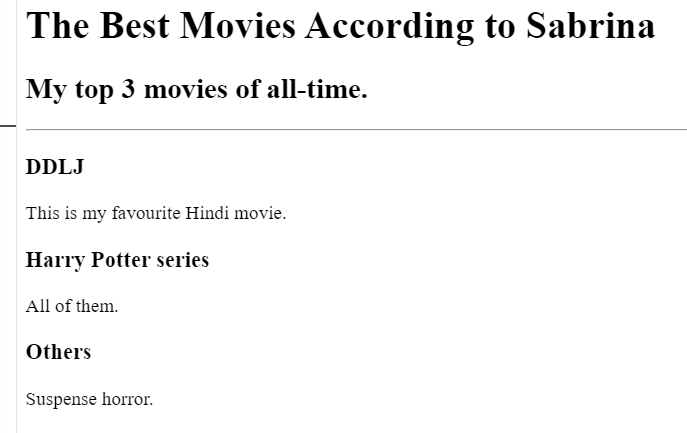 The Best Movies According to Sabrina
My top 3 movies of all-time.
DDLJ
This is my favourite Hindi movie.
Harry Potter series
All of them.
Others
Suspense horror.